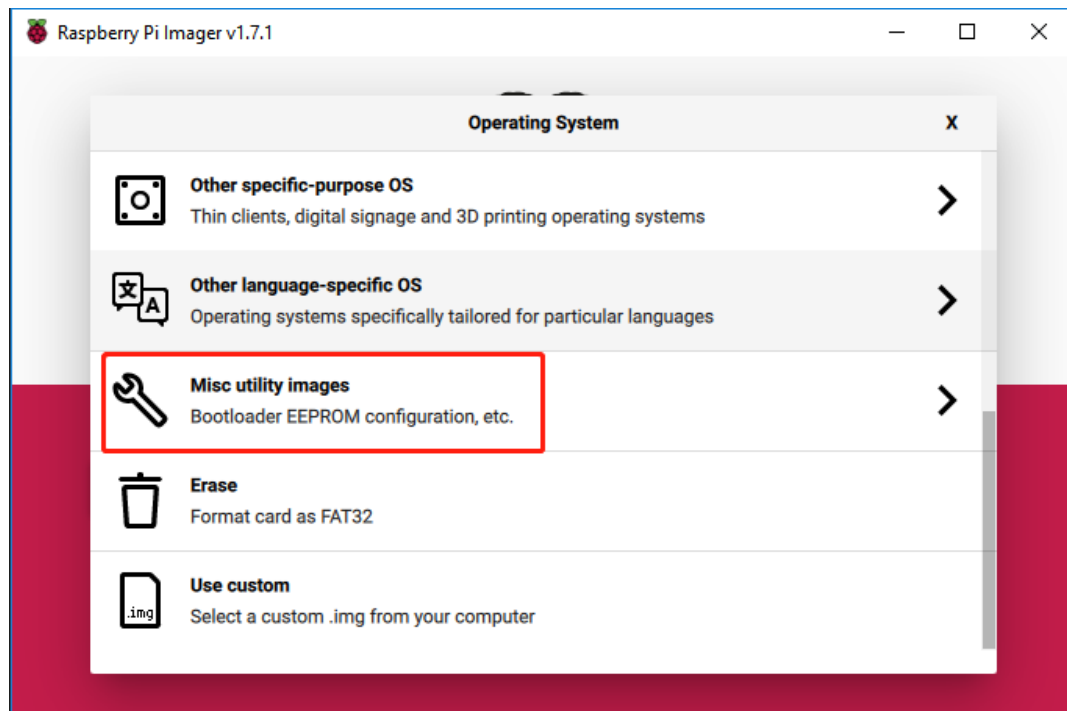 Raspberry Pi Imager v1.7.1
Operating System
X
Other specific-purpose OS
Thin clients, digital signage and 3D printing operating systems
文
A
Other language-specific OS
Operating systems specifically tailored for particular languages
Misc utility images
Bootloader EEPROM configuration, etc.
Erase
Format card as FAT32
.img
Use custom
Select a custom .img from your computer